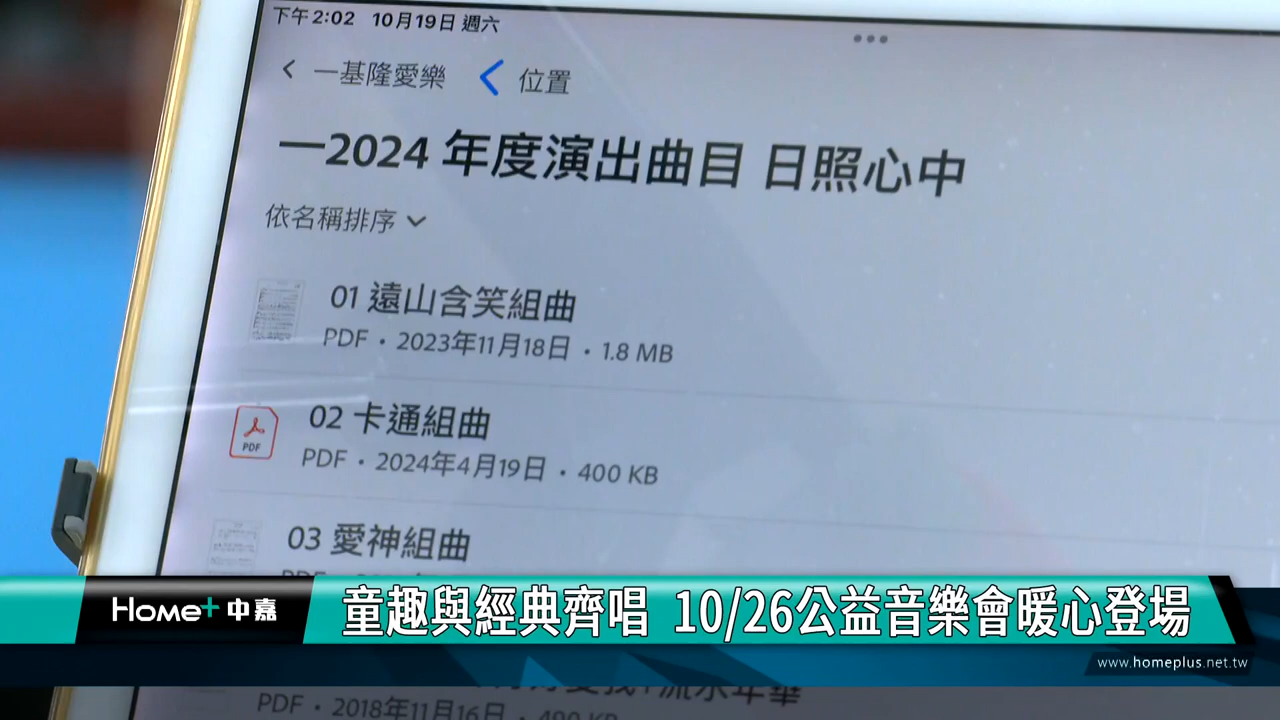 下午2:02 10月19日 週六
一基隆愛樂 位置
一2024 年度演出曲目 日照心中
依名稱排序
01 遠山含笑組曲
PDF・2023年11月18日・1.8 MB
02 卡通組曲
PDF
PDF・2024年4月19日・400 KB
03 愛神組曲
Home+中嘉
童趣與經典齊唱 10/26公益音樂會暖心登場
www.homeplus.net.tw
流水年華
PDF・2018年11月16日・490 KB